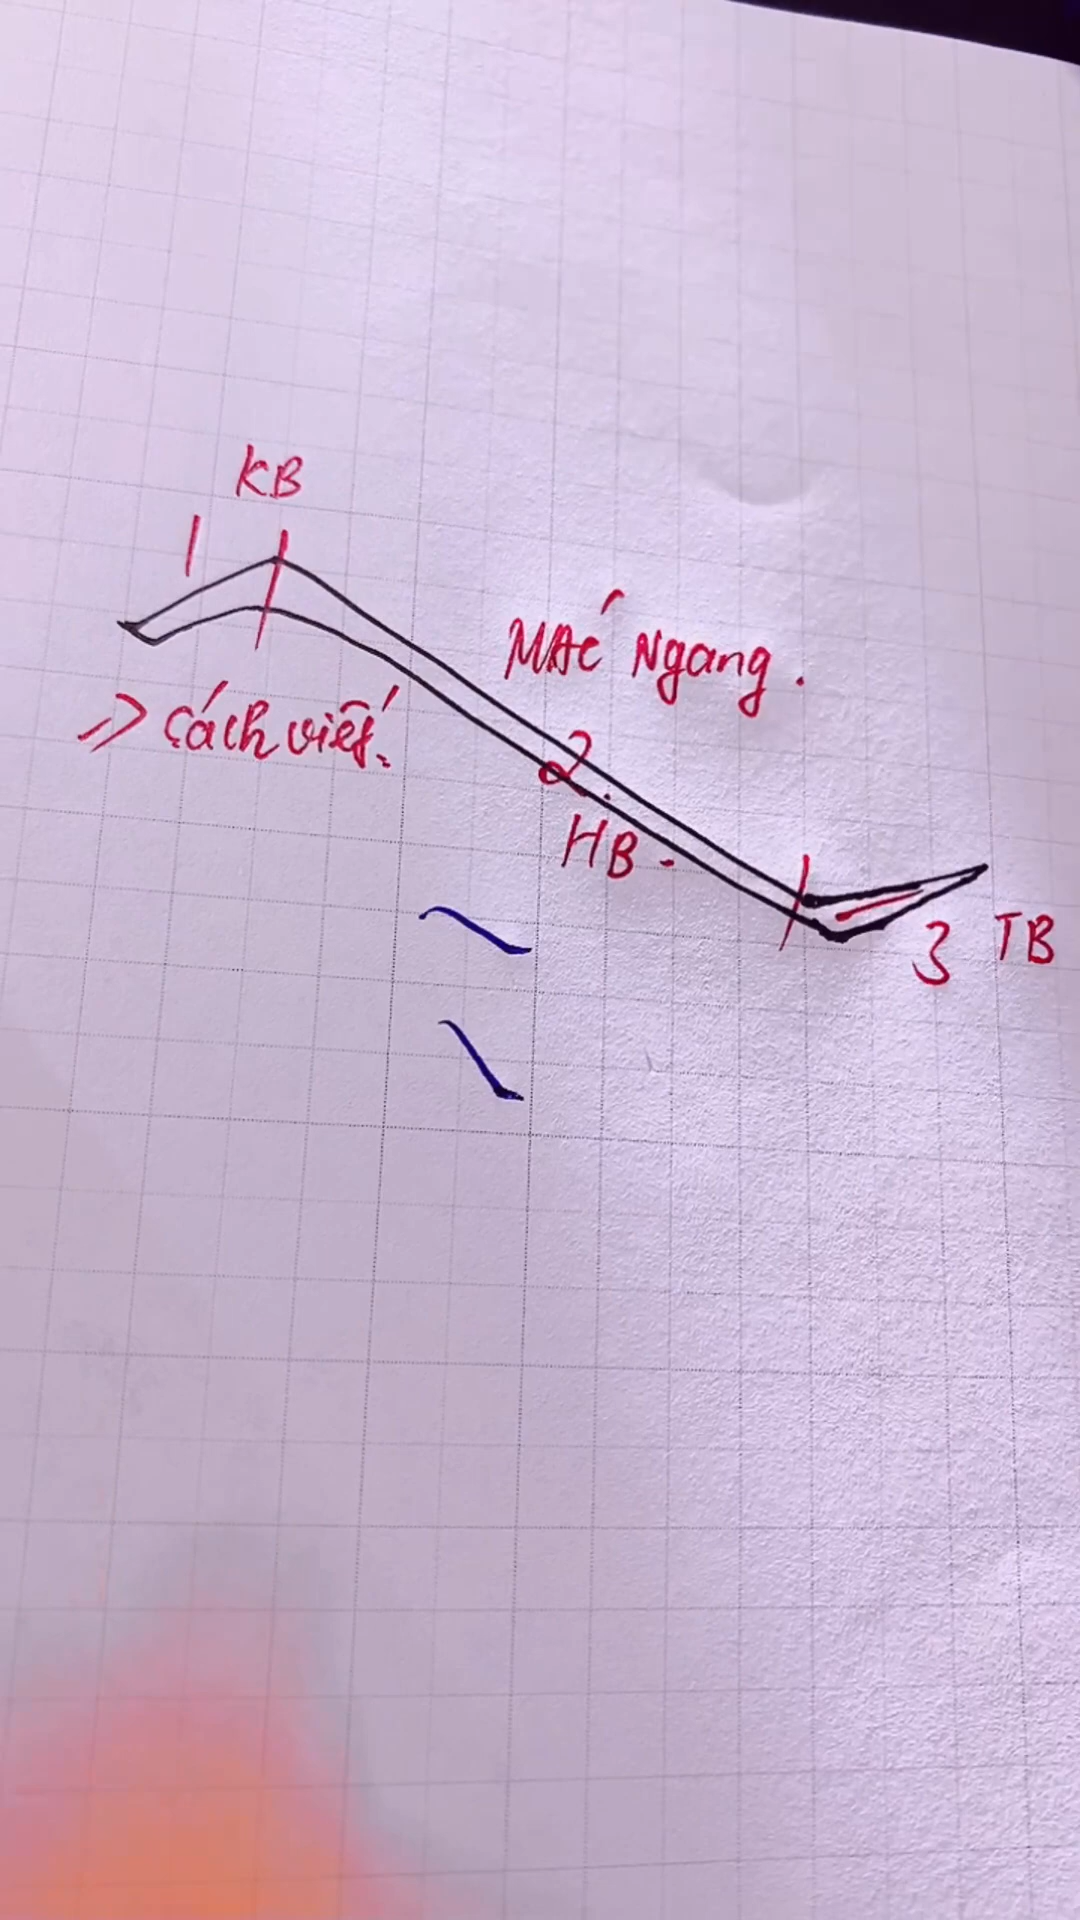 KB
1
MÁC Ngang.
=> Cách viết:
2.
HB-
3 TB